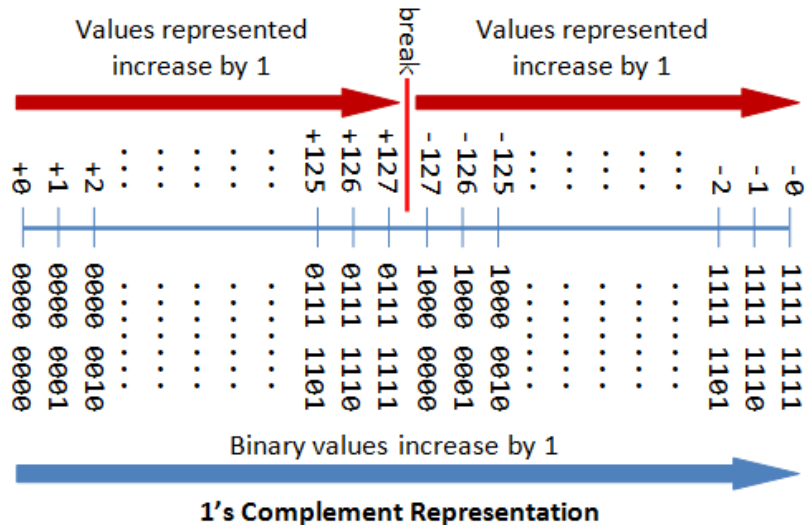 Values represented
increase by 1
break
Values represented
increase by 1
+0
+1
+2
. . . . .
. . . . .
+125
+126
+127
-127
-126
-125
. . . . .
. . . . .
-2
-1
-0
0000 0000
0000 0001
0000 0010
. . . . . . . .
. . . . . . . .
. . . . . . . .
. . . . . . . .
. . . . . . . .
0111 1101
0111 1110
0111 1111
1000 0000
1000 0001
1000 0010
. . . . . . . .
. . . . . . . .
. . . . . . . .
. . . . . . . .
. . . . . . . .
1111 1101
1111 1110
1111 1111
Binary values increase by 1
1's Complement Representation